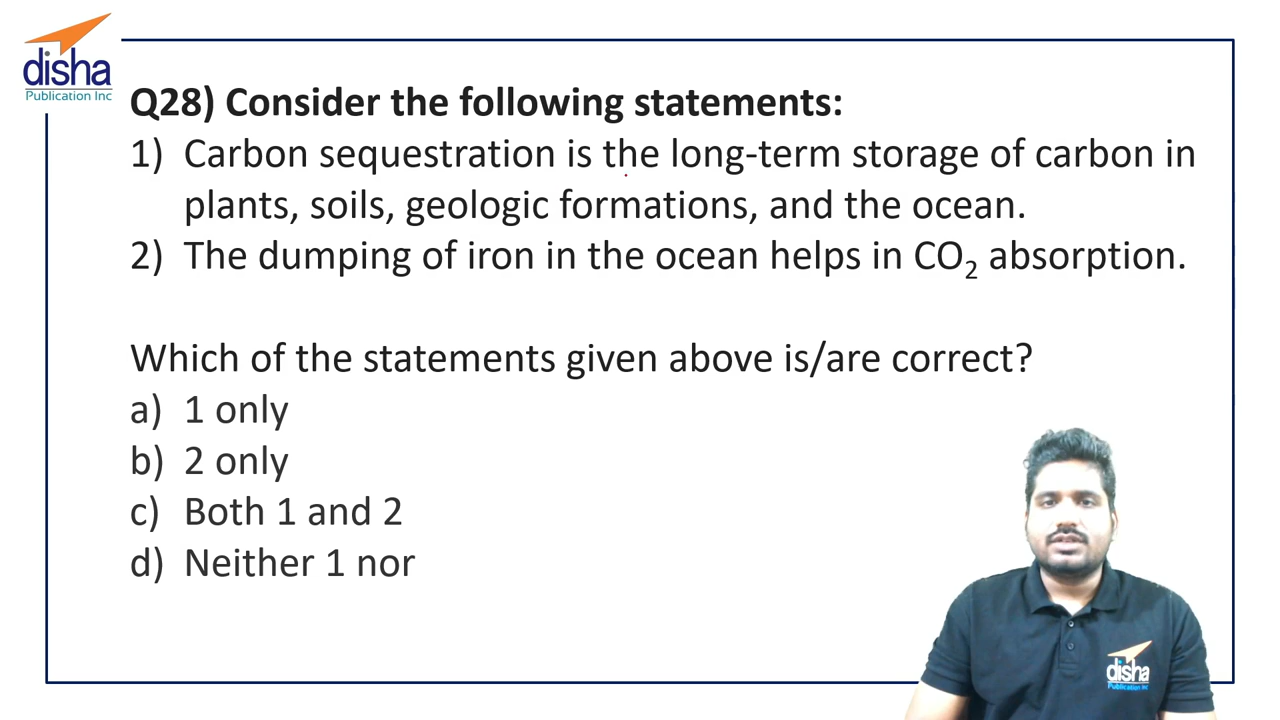 disha
Publication Inc
Q28) Consider the following statements:
1) Carbon sequestration is the long-term storage of carbon in
plants, soils, geologic formations, and the ocean.
2) The dumping of iron in the ocean helps in CO₂ absorption.
Which of the statements given above is/are correct?
a) 1 only
b) 2 only
c) Both 1 and 2
d) Neither 1 nor
disha
Publication Inc